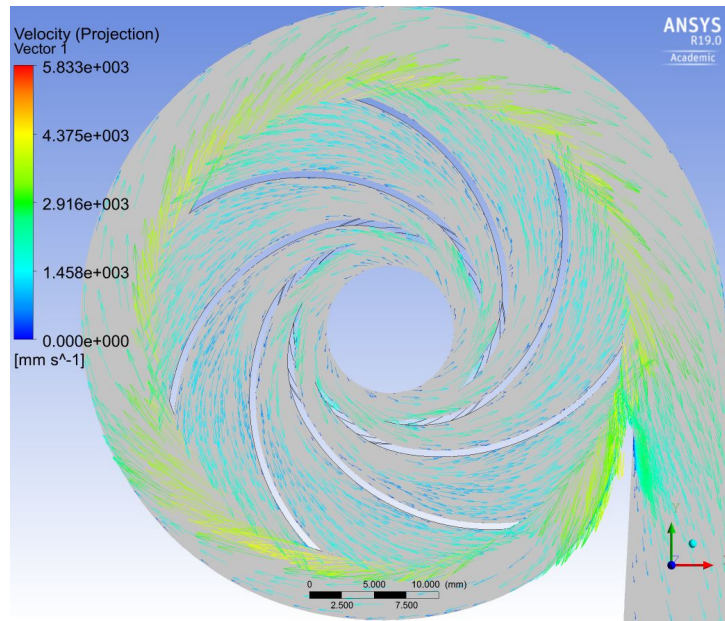 Velocity (Projection)
Vector 1
5.833e+003
4.375e+003
2.916e+003
1.458e+003
0.000e+000
[mm s^-1]
ANSYS
R19.0
Academic
Y
Z
0 5.000 10.000 (mm)
2.500 7.500